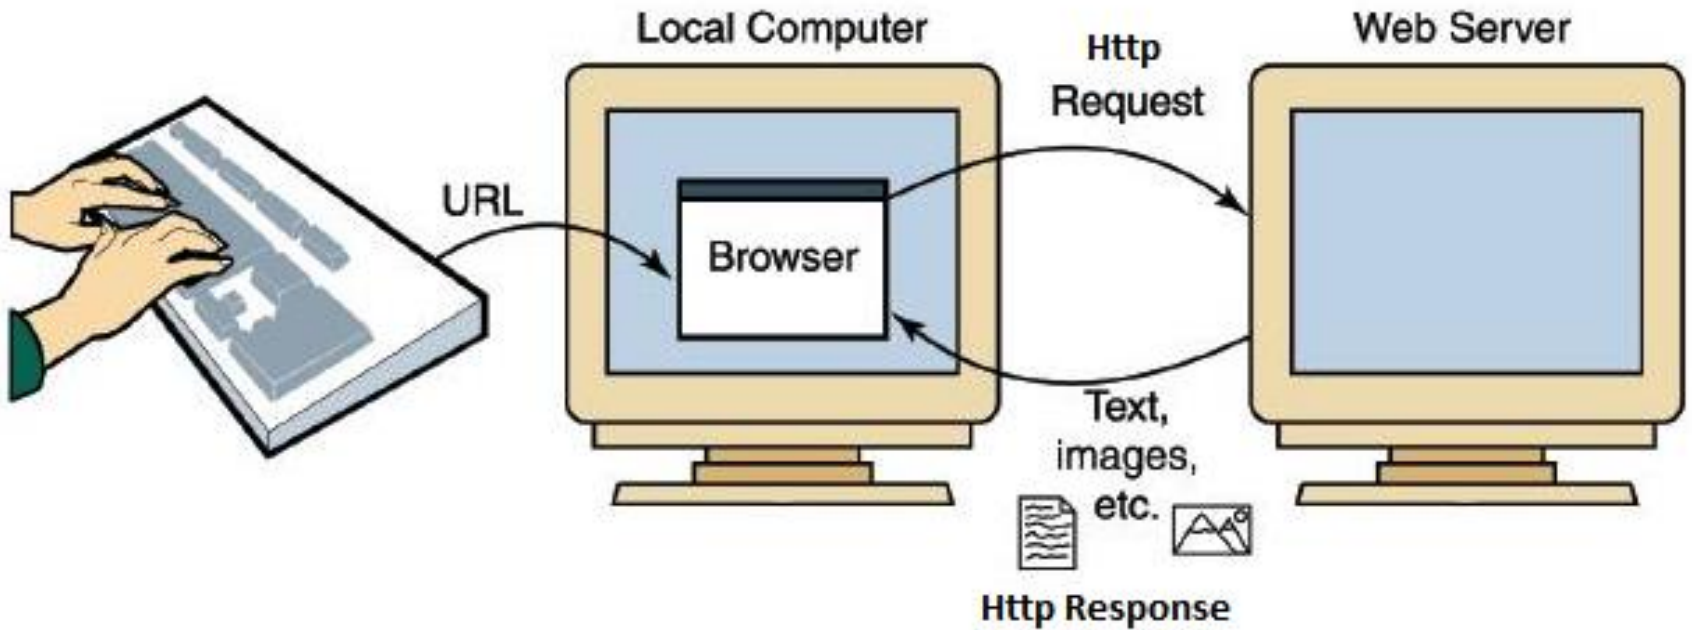 Local Computer
Http
Request
Web Server
URL
Browser
Text,
images,
etc.
Http Response